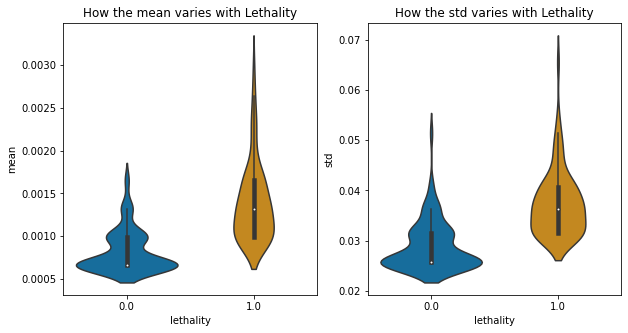 How the mean varies with Lethality
mean
0.0030
0.0025
0.0020
0.0015
0.0010
0.0005
0.0
1.0
lethality
How the std varies with Lethality
std
0.07
0.06
0.05
0.04
0.03
0.02
0.0
1.0
lethality